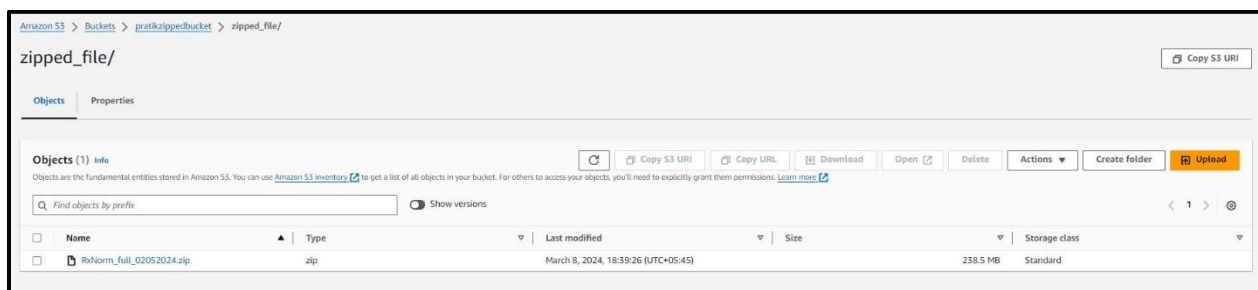 Amazon S3 > Buckets > pratikzippedbucket > zipped_file/
zipped_file/
Copy S3 URI
Objects Properties
Objects (1) Info
Copy S3 URI Copy URL Download Open Delete Actions Create folder Upload
Objects are the fundamental entities stored in Amazon S3. You can use Amazon S3 inventory to get a list of all objects in your bucket. For others to access your objects, you'll need to explicitly grant them permissions. Learn more
Find objects by prefix Show versions < 1 >
Name Type Last modified Size Storage class
RxNorm_full_02052024.zip zip March 8, 2024, 18:39:26 (UTC+05:45) 238.5 MB Standard